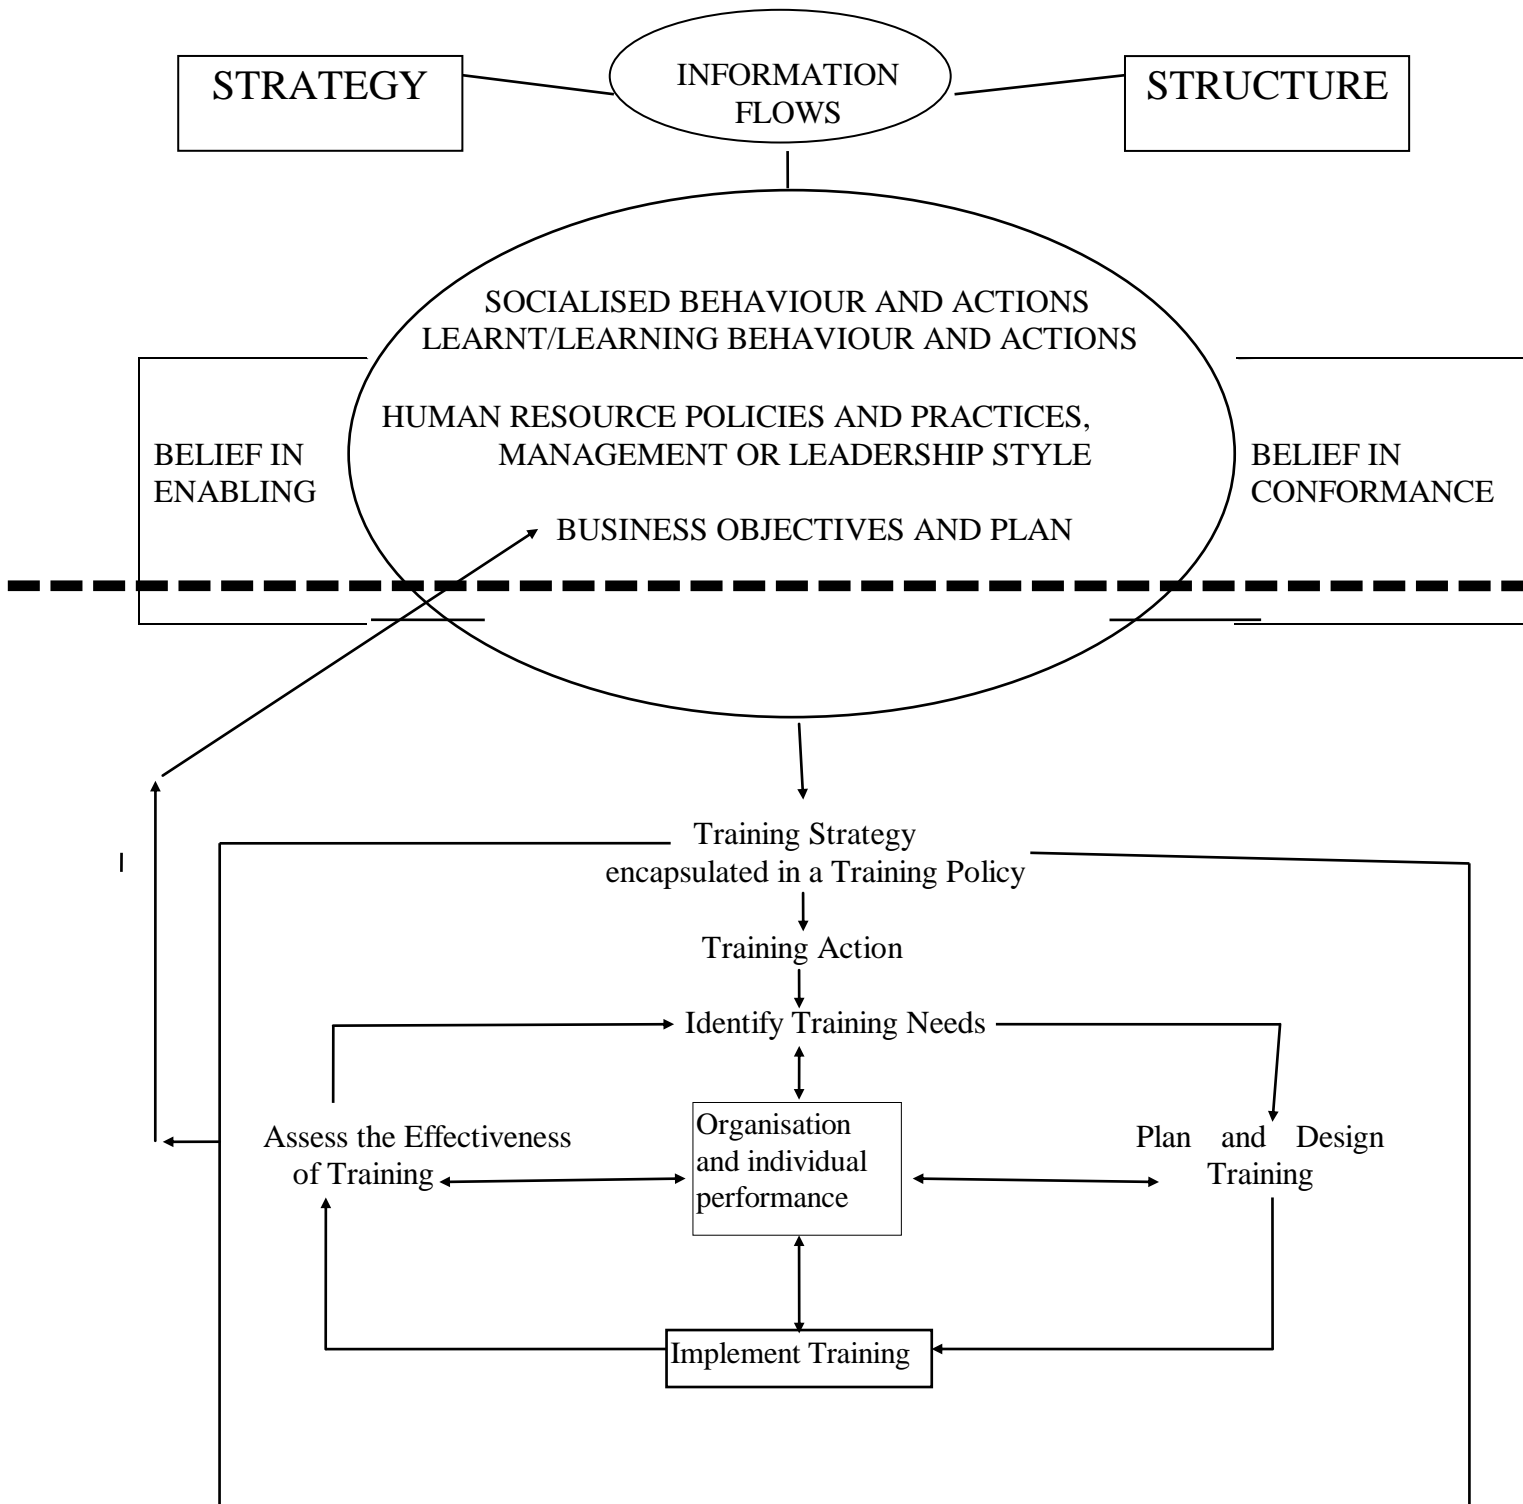 STRATEGY
INFORMATION
FLOWS
STRUCTURE
SOCIALISED BEHAVIOUR AND ACTIONS
LEARNT/LEARNING BEHAVIOUR AND ACTIONS
HUMAN RESOURCE POLICIES AND PRACTICES,
MANAGEMENT OR LEADERSHIP STYLE
BELIEF IN
ENABLING
BELIEF IN
CONFORMANCE
BUSINESS OBJECTIVES AND PLAN
Training Strategy
encapsulated in a Training Policy
Training Action
Identify Training Needs
Assess the Effectiveness
of Training
Organisation
and individual
performance
Plan and Design
Training
Implement Training